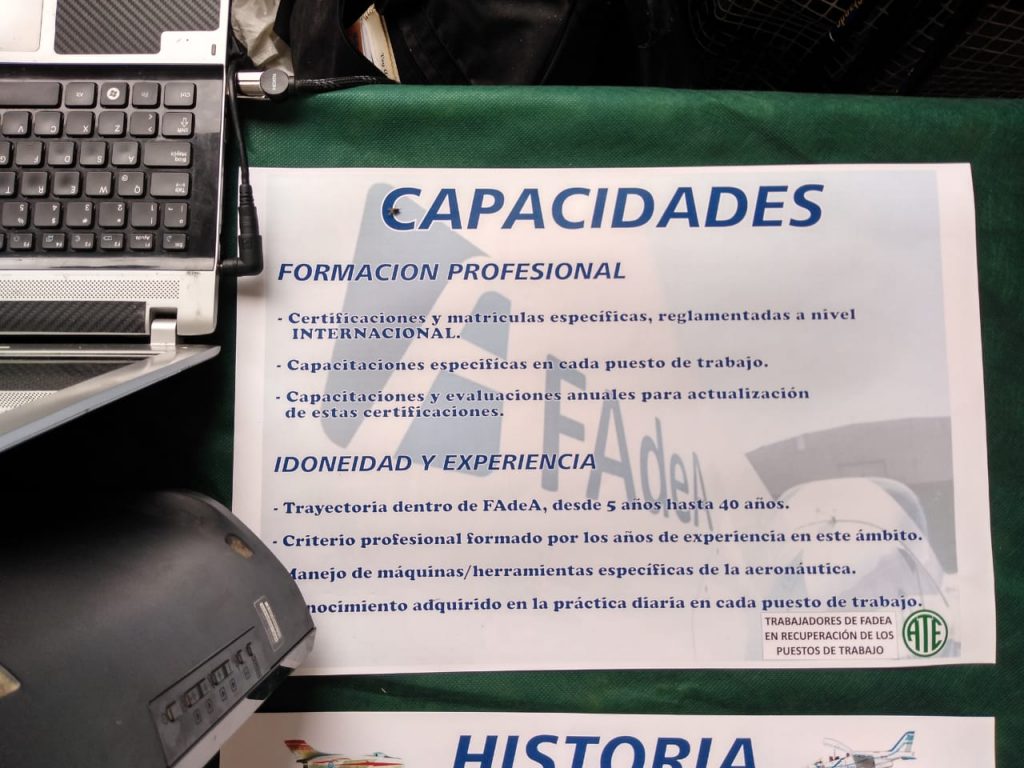 CAPACIDADES
FORMACION PROFESIONAL
- Certificaciones y matrículas específicas, reglamentadas a nivel
INTERNACIONAL.
- Capacitaciones específicas en cada puesto de trabajo.
- Capacitaciones y evaluaciones anuales para actualización
de estas certificaciones.
FAdeA
IDONEIDAD Y EXPERIENCIA
- Trayectoria dentro de FAdeA, desde 5 años hasta 40 años.
- Criterio profesional formado por los años de experiencia en este ámbito.
Manejo de máquinas/herramientas específicas de la aeronáutica.
nocimiento adquirido en la práctica diaria en cada puesto de trabajo.
TRABAJADORES DE FADEA
EN RECUPERACIÓN DE LOS
PUESTOS DE TRABAJO
ATE
HISTORIA